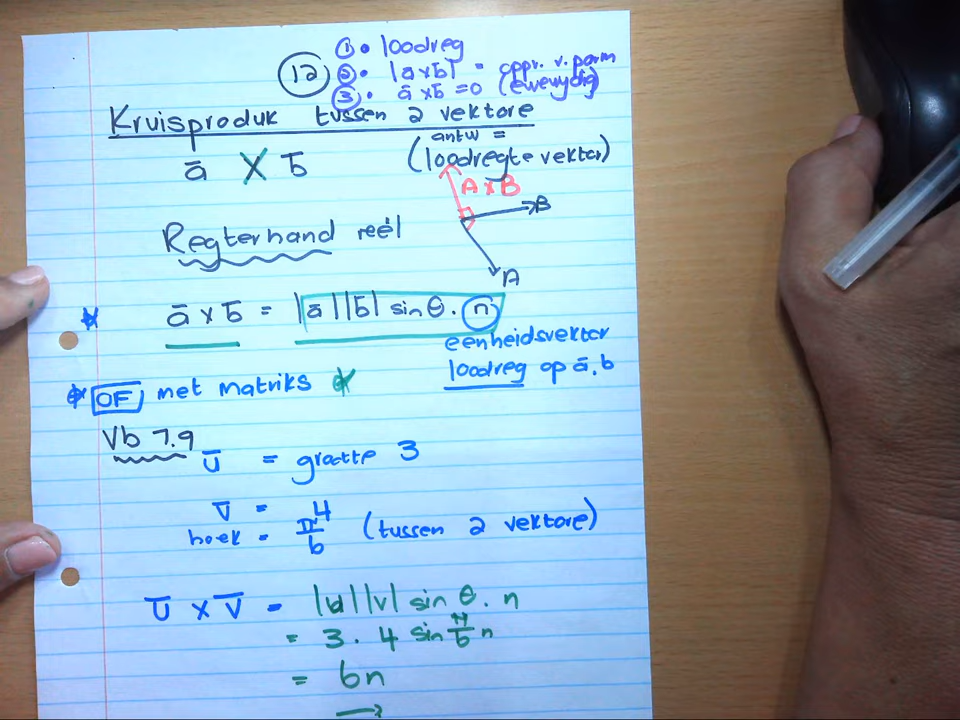 ① • loodreg
② • |ā x b̄| = oppv. v. parm
③ • ā x b̄ = 0 (ewewydig)
12
Kruisproduk tussen 2 vektore
antw =
ā X b̄ (loodregte vektor)
A x B
B
Regterhand reël
A
ā x b̄ = |ā||b̄| sin θ . n
eenheidsvektor
loodreg op ā, b
OF met matriks
Vb 7.9
ū = grootte 3
v̄ = 4
hoek = π/6 (tussen 2 vektore)
ū x v̄ = |u||v| sin θ . n
= 3 . 4 sin π/6 n
= 6n